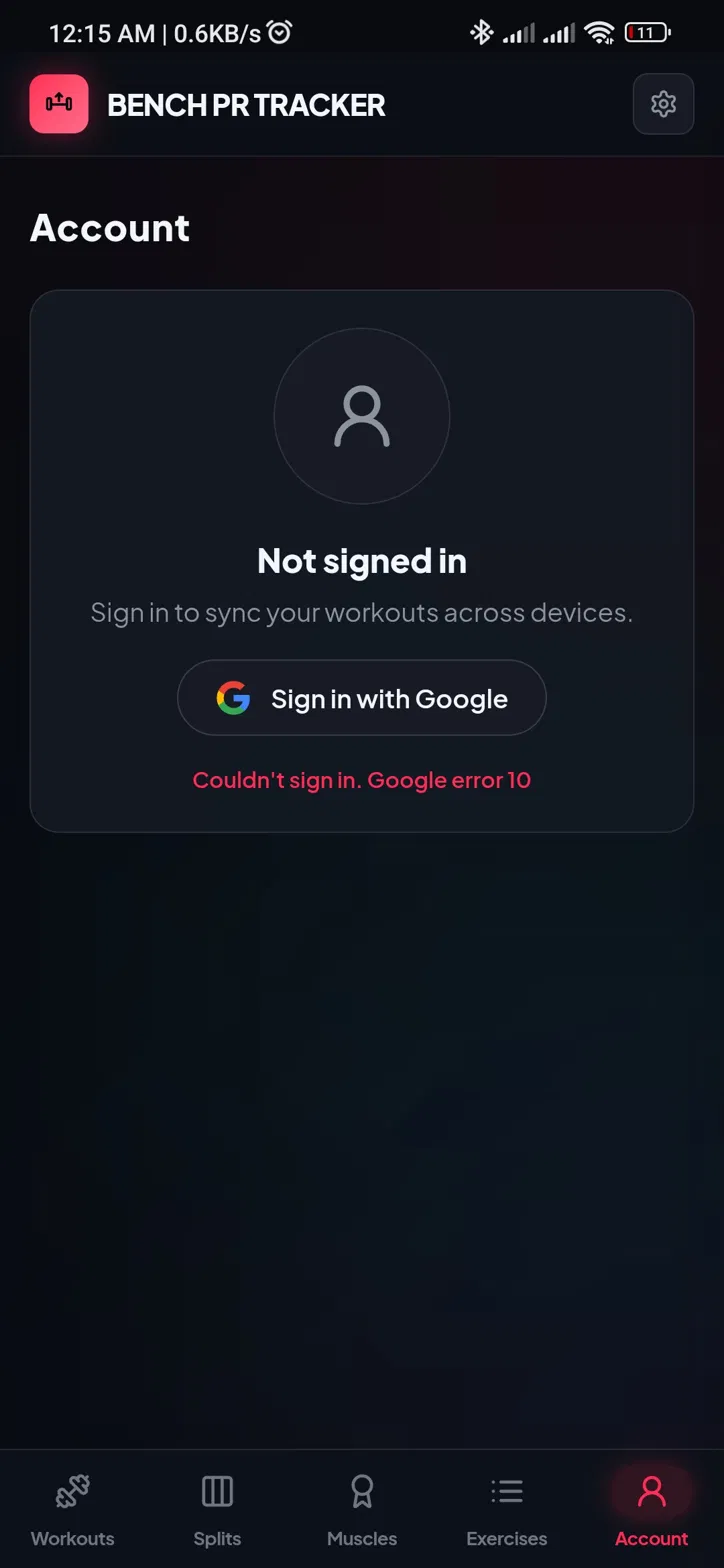 12:15 AM | 0.6KB/s
11
BENCH PR TRACKER
Account
Not signed in
Sign in to sync your workouts across devices.
Sign in with Google
Couldn't sign in. Google error 10
Workouts
Splits
Muscles
Exercises
Account